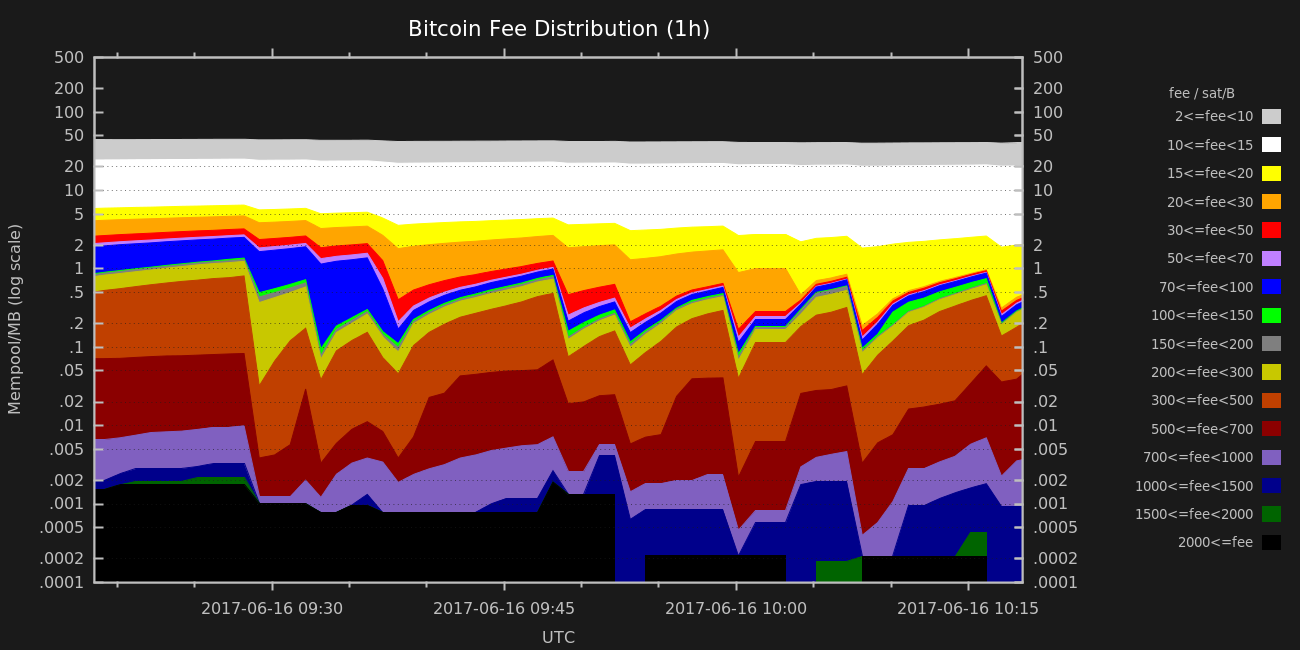 Bitcoin Fee Distribution (1h)
500
200
100
50
20
10
5
2
1
.5
.2
.1
.05
.02
.01
.005
.002
.001
.0005
.0002
.0001
Mempool/MB (log scale)
500
200
100
50
20
10
5
2
1
.5
.2
.1
.05
.02
.01
.005
.002
.001
.0005
.0002
.0001
2017-06-16 09:30
2017-06-16 09:45
2017-06-16 10:00
2017-06-16 10:15
UTC
fee / sat/B
2<=fee<10
10<=fee<15
15<=fee<20
20<=fee<30
30<=fee<50
50<=fee<70
70<=fee<100
100<=fee<150
150<=fee<200
200<=fee<300
300<=fee<500
500<=fee<700
700<=fee<1000
1000<=fee<1500
1500<=fee<2000
2000<=fee